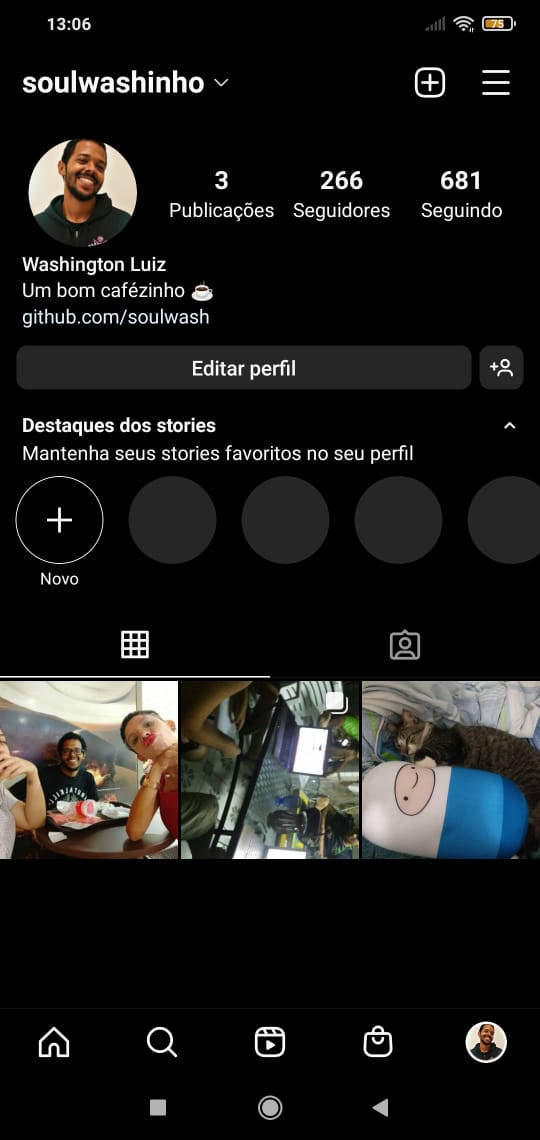 13:06
75
soulwashinho
3 266 681
Publicações Seguidores Seguindo
Washington Luiz
Um bom cafézinho ☕
github.com/soulwash
Editar perfil
Destaques dos stories
Mantenha seus stories favoritos no seu perfil
Novo